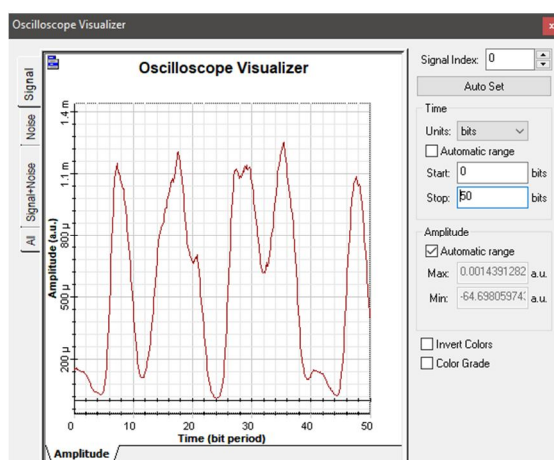 Oscilloscope Visualizer
x
Signal
Noise
Signal+Noise
All
Oscilloscope Visualizer
Amplitude (a.u.)
1.4 m
1.1 m
800 µ
500 µ
200 µ
0 10 20 30 40 50
Time (bit period)
Amplitude
Signal Index: 0
Auto Set
Time
Units: bits
Automatic range
Start: 0 bits
Stop: 50 bits
Amplitude
Automatic range
Max: 0.0014391282 a.u.
Min: -64.69805974: a.u.
Invert Colors
Color Grade